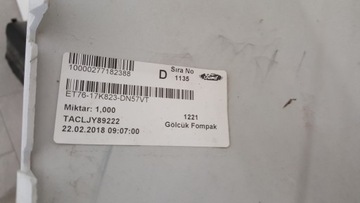 10000277182388
D
Sıra No
1135
Ford
ET76-17K823-DN57VT
Miktar: 1,000
TACLJY89222
22.02.2018 09:07:00
1221
Gölcük Fompak